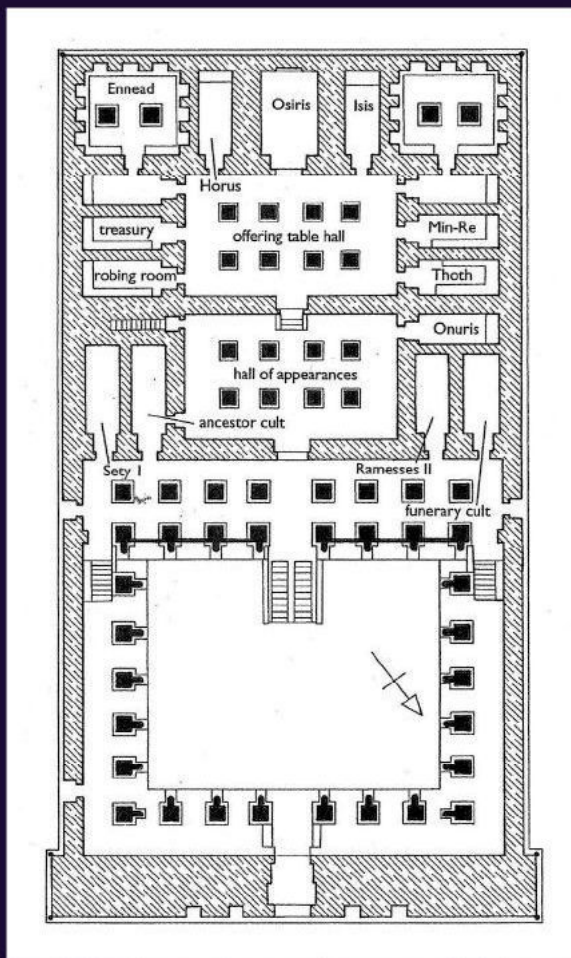 Ennead
Osiris
Isis
Horus
treasury
offering table hall
Min-Re
robing room
Thoth
Onuris
hall of appearances
ancestor cult
Sety I
Ramesses II
funerary cult